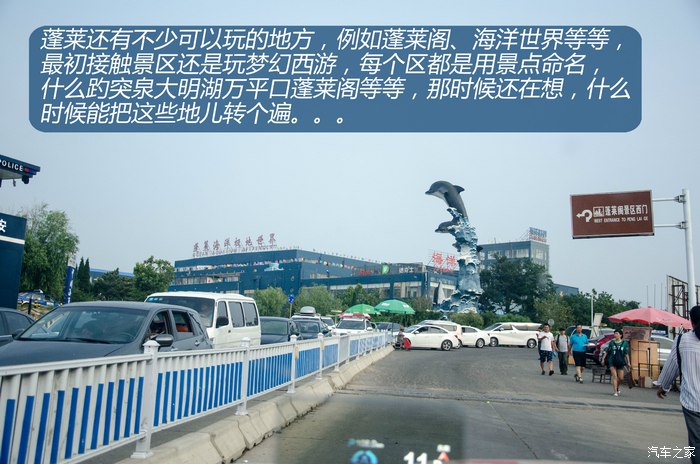 蓬莱还有不少可以玩的地方，例如蓬莱阁、海洋世界等等，
最初接触景区还是玩梦幻西游，每个区都是用景点命名，
什么趵突泉大明湖万平口蓬莱阁等等，那时候还在想，什么
时候能把这些地儿转个遍。。。
POLICE
安
蓬莱海洋极地世界
海洋
蓬莱阁景区西门
WEST ENTRANCE TO PENG LAI GE
11
汽车之家